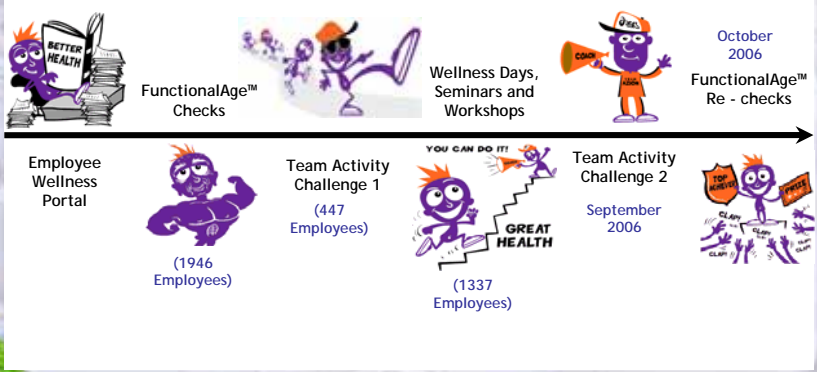 BETTER
HEALTH
FunctionalAge™
Checks
Wellness Days,
Seminars and
Workshops
COACH
October
2006
FunctionalAge™
Re - checks
Employee
Wellness
Portal
(1946
Employees)
Team Activity
Challenge 1
(447
Employees)
YOU CAN DO IT!
GREAT
HEALTH
(1337
Employees)
Team Activity
Challenge 2
September
2006
TOP
ACHIEVER
PRIZE
CLAP!
CLAP!
CLAP!
CLAP!
CLAP!